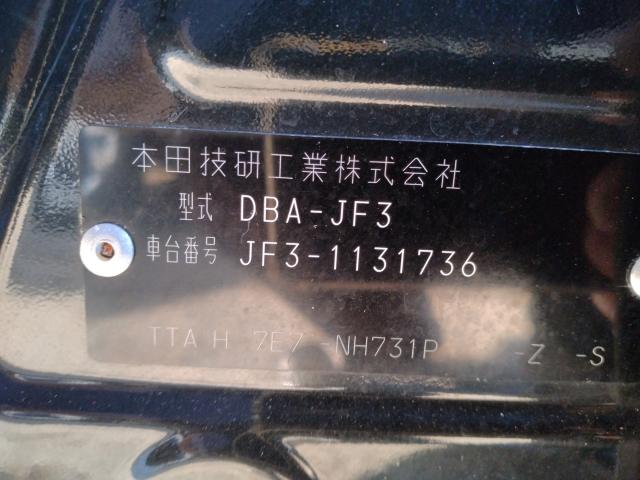 本田技研工業株式会社
型式 DBA-JF3
車台番号 JF3-1131736
TTA H 7E7 -NH731P -Z -S